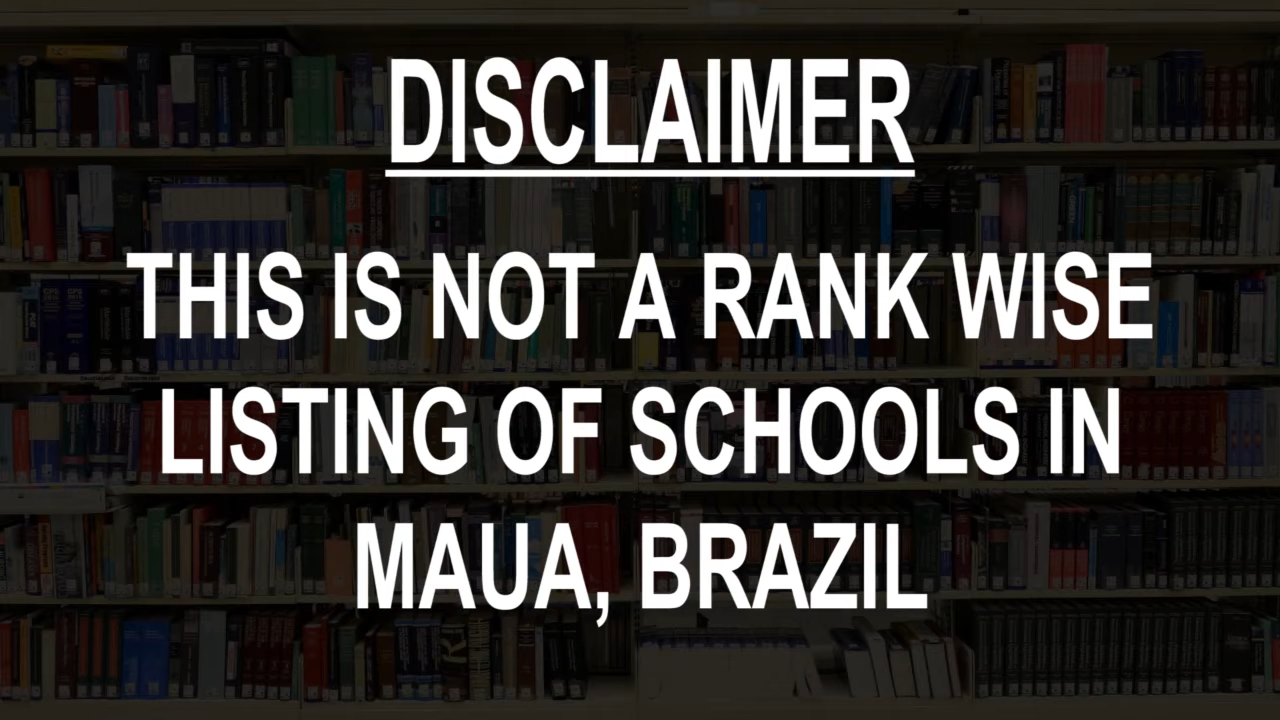 DISCLAIMER
THIS IS NOT A RANK WISE
LISTING OF SCHOOLS IN
MAUA, BRAZIL